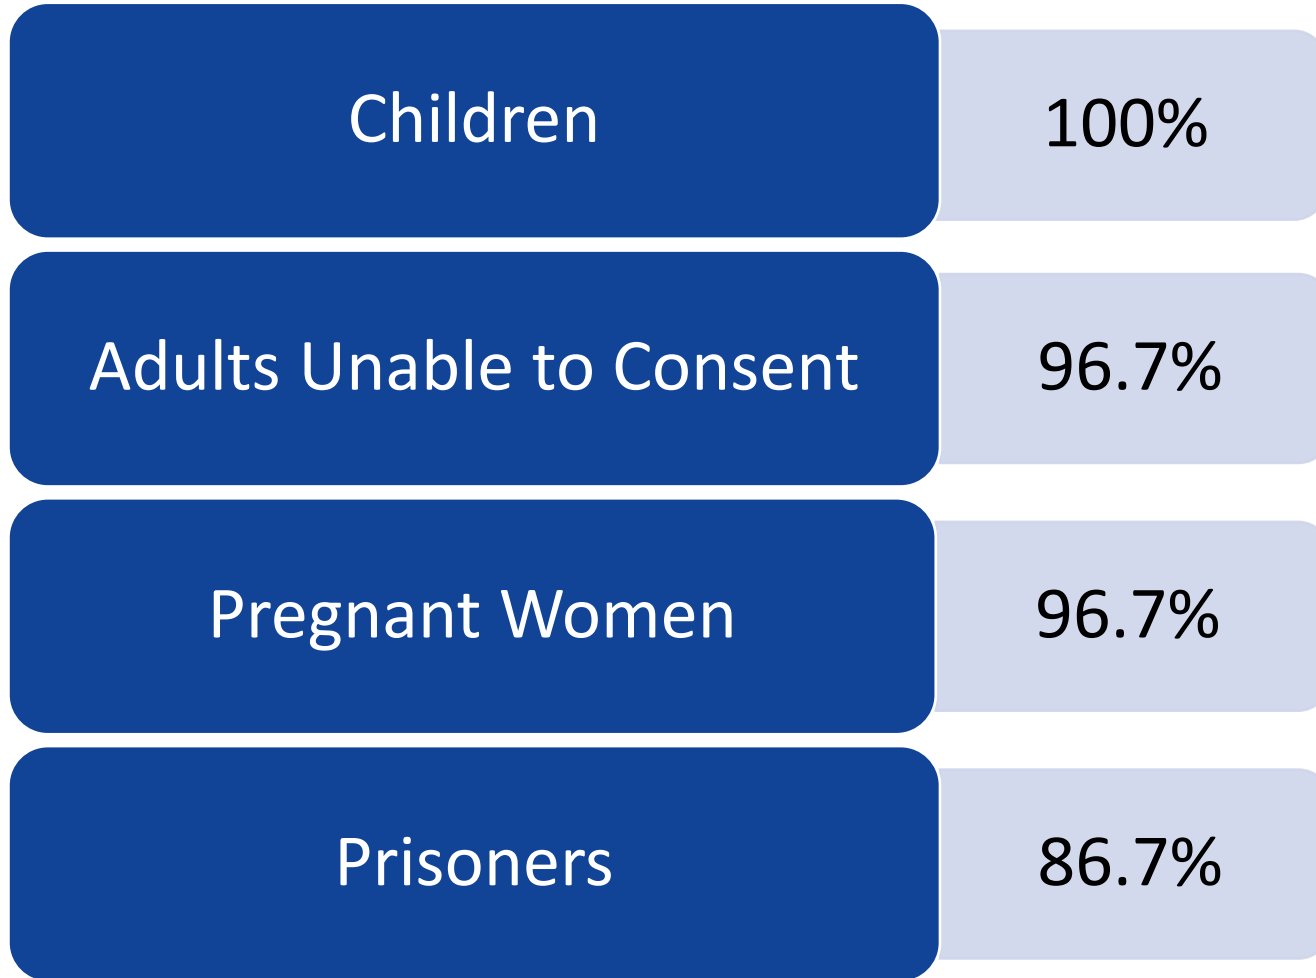 Children
100%
Adults Unable to Consent
96.7%
Pregnant Women
96.7%
Prisoners
86.7%